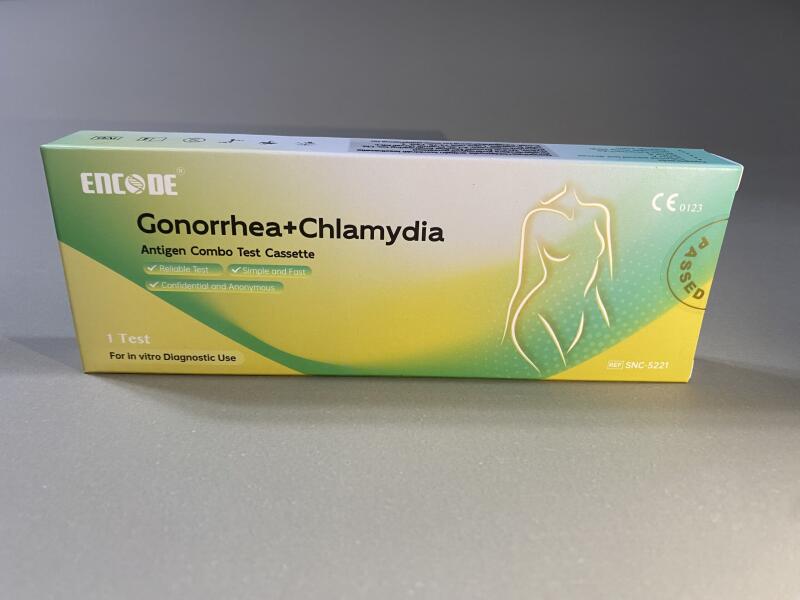 ENCODE®
CE 0123
Gonorrhea+Chlamydia
Antigen Combo Test Cassette
Reliable Test
Simple and Fast
Confidential and Anonymous
PASSED
1 Test
For in vitro Diagnostic Use
REF SNC-5221